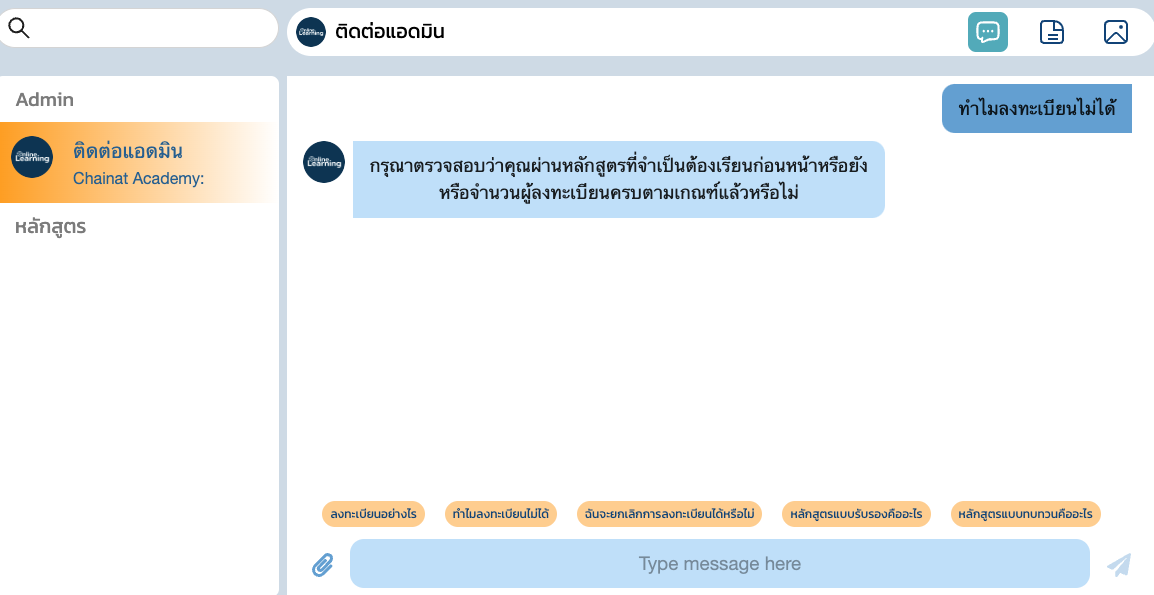 Online Learning
ติดต่อแอดมิน
Admin
Online Learning
ติดต่อแอดมิน
Chainat Academy:
หลักสูตร
ทำไมลงทะเบียนไม่ได้
Online Learning
กรุณาตรวจสอบว่าคุณผ่านหลักสูตรที่จำเป็นต้องเรียนก่อนหน้าหรือยัง
หรือจำนวนผู้ลงทะเบียนครบตามเกณฑ์แล้วหรือไม่
ลงทะเบียนอย่างไร
ทำไมลงทะเบียนไม่ได้
ฉันจะยกเลิกการลงทะเบียนได้หรือไม่
หลักสูตรแบบรับรองคืออะไร
หลักสูตรแบบทบทวนคืออะไร
Type message here